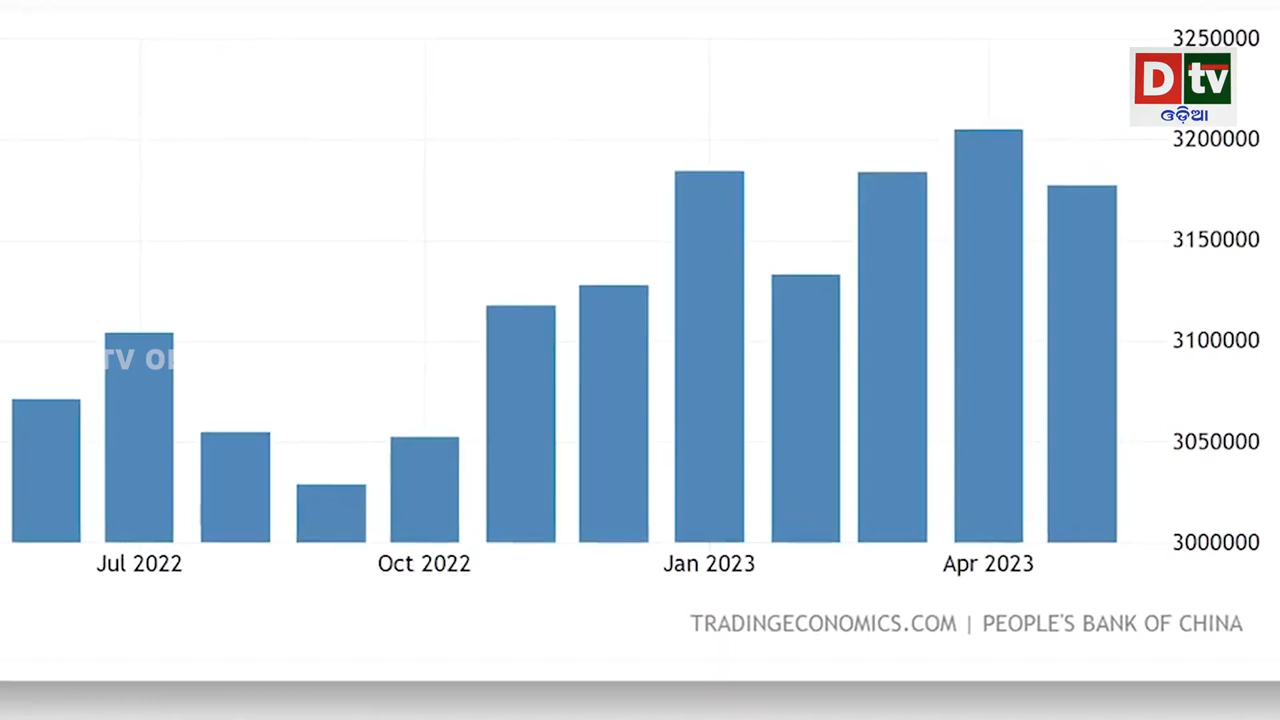 3250000
D tv
ଓଡ଼ିଆ
3200000
3150000
3100000
TV O
3050000
3000000
Jul 2022 Oct 2022 Jan 2023 Apr 2023
TRADINGECONOMICS.COM | PEOPLE'S BANK OF CHINA